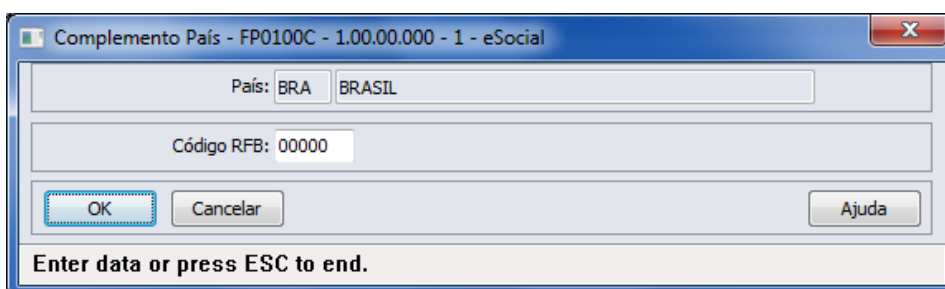 Complemento País - FP0100C - 1.00.00.000 - 1 - eSocial
País: BRA BRASIL
Código RFB: 00000
OK Cancelar Ajuda
Enter data or press ESC to end.